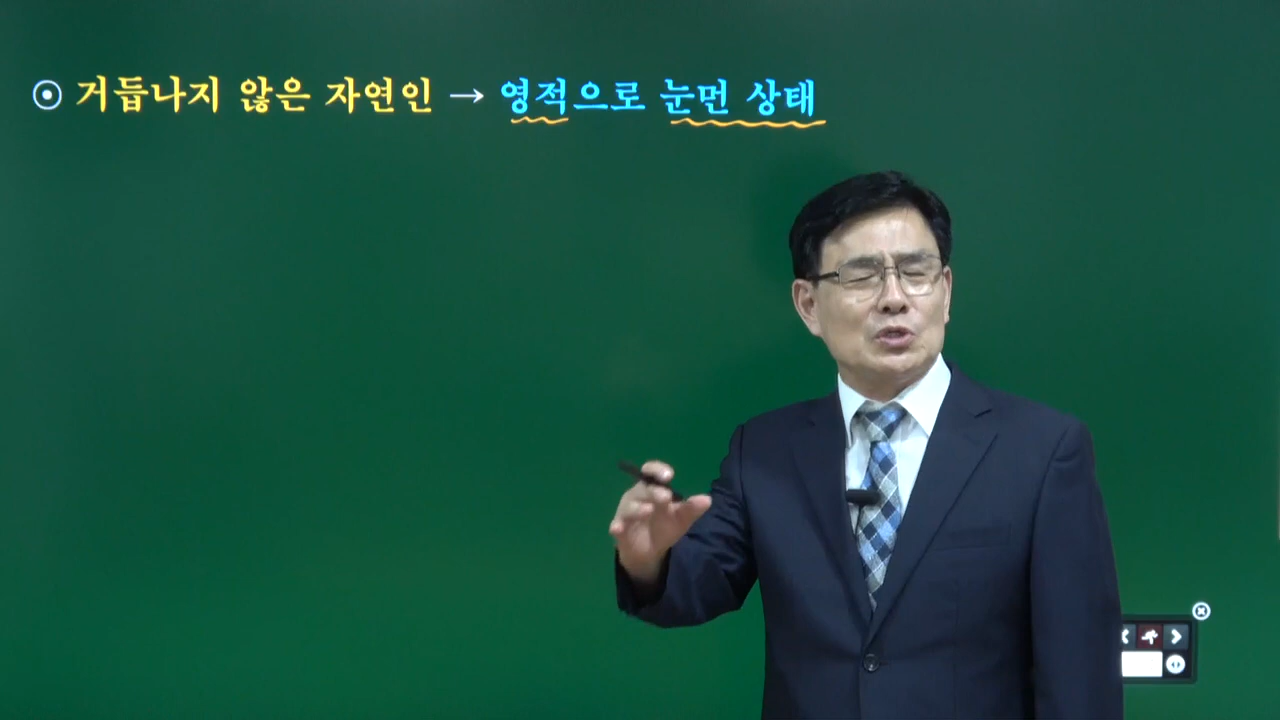 ⊙ 거듭나지 않은 자연인 → 영적으로 눈먼 상태